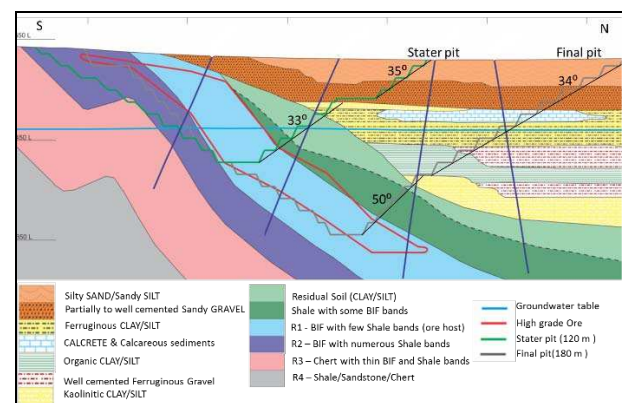 S
N
Stater pit
Final pit
650 L
35º
34º
33º
50º
Silty SAND/Sandy SILT
Partially to well cemented Sandy GRAVEL
Ferruginous CLAY/SILT
CALCRETE & Calcareous sediments
Organic CLAY/SILT
Well cemented Ferruginous Gravel
Kaolinitic CLAY/SILT
Residual Soil (CLAY/SILT)
Shale with some BIF bands
R1 - BIF with few Shale bands (ore host)
R2 – BIF with numerous Shale bands
R3 – Chert with thin BIF and Shale bands
R4 – Shale/Sandstone/Chert
Groundwater table
High grade Ore
Stater pit (120 m )
Final pit(180 m )